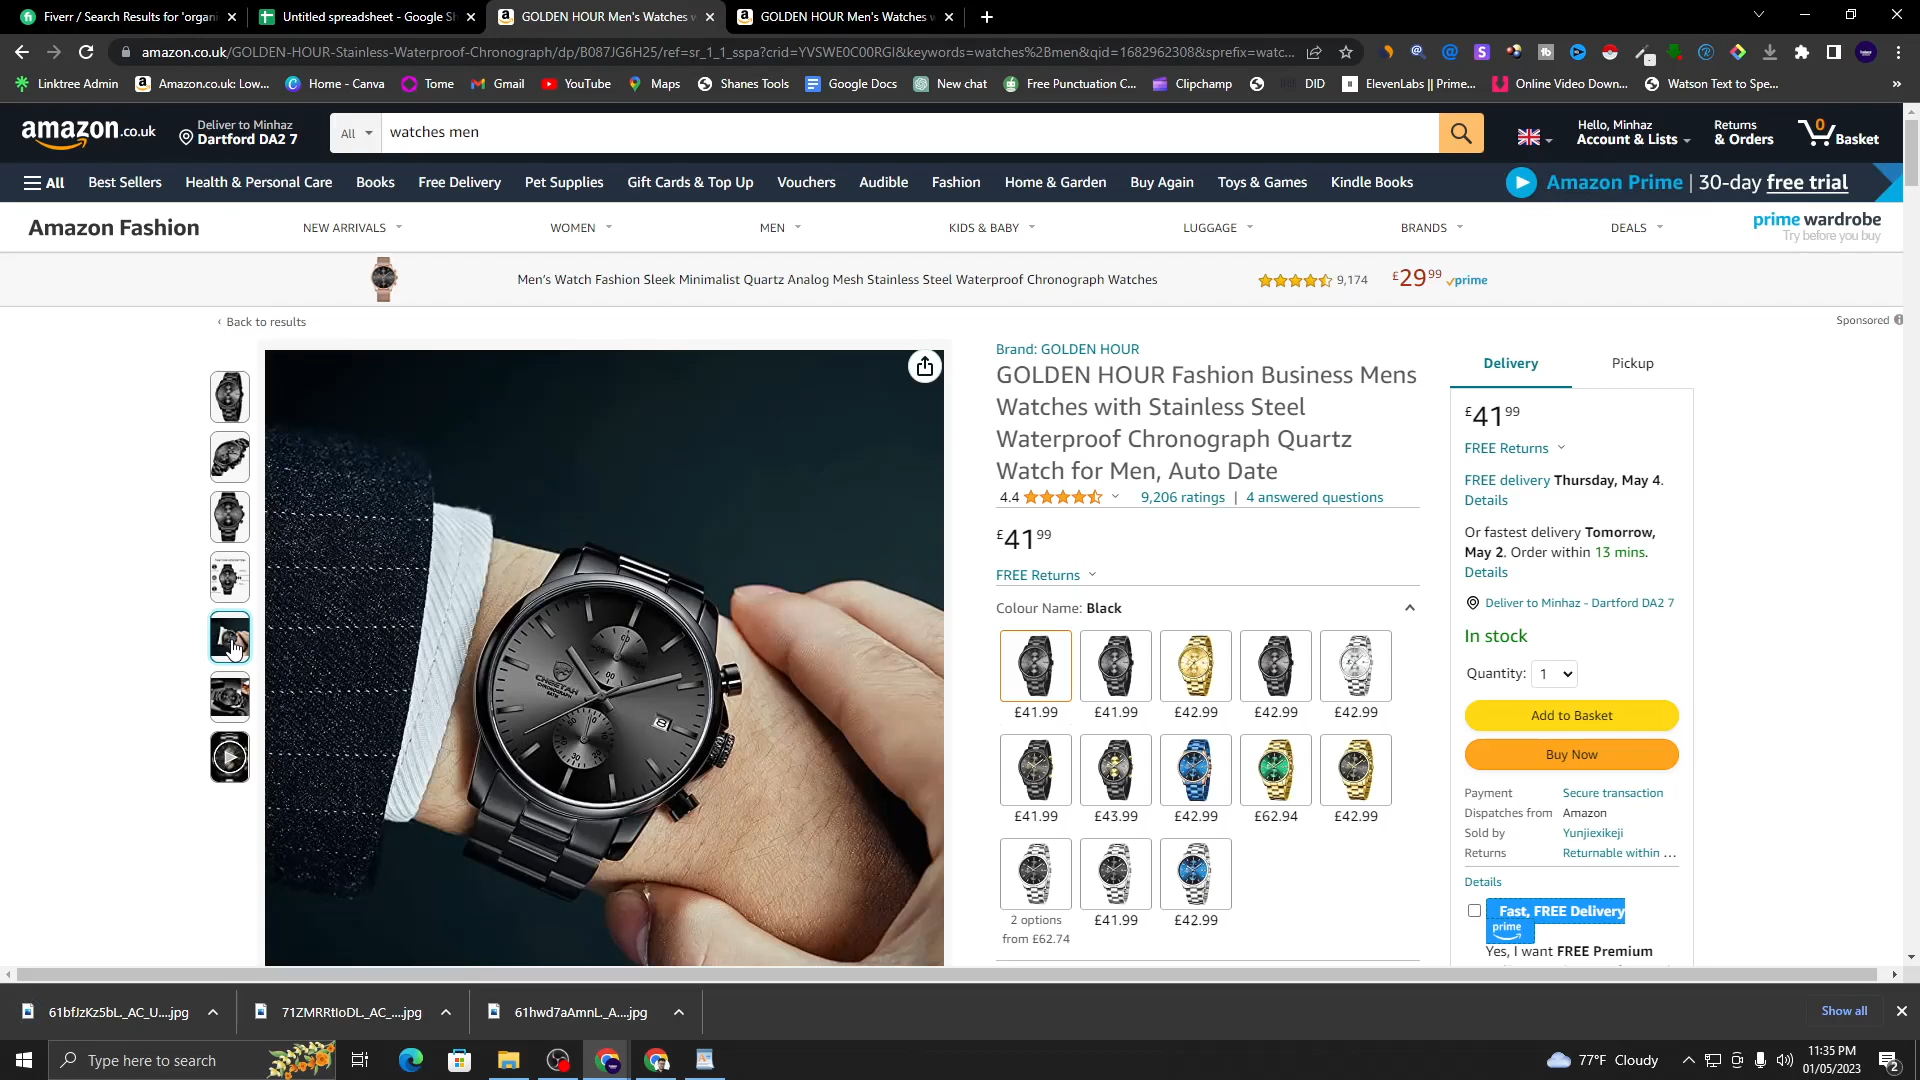 Fiverr / Search Results for 'organi
Untitled spreadsheet - Google Sh
GOLDEN HOUR Men's Watches w
GOLDEN HOUR Men's Watches w
amazon.co.uk/GOLDEN-HOUR-Stainless-Waterproof-Chronograph/dp/B087JG6H25/ref=sr_1_1_sspa?crid=YVSWE0C00RGI&keywords=watches%2Bmen&qid=1682962308&sprefix=watc...
Linktree Admin
Amazon.co.uk: Low...
Home - Canva
Tome
Gmail
YouTube
Maps
Shanes Tools
Google Docs
New chat
Free Punctuation C...
Clipchamp
DID
ElevenLabs || Prime...
Online Video Down...
Watson Text to Spe...
»
amazon.co.uk
Deliver to Minhaz
Dartford DA2 7
All
watches men
Hello, Minhaz
Account & Lists
Returns
& Orders
0
Basket
All
Best Sellers
Health & Personal Care
Books
Free Delivery
Pet Supplies
Gift Cards & Top Up
Vouchers
Audible
Fashion
Home & Garden
Buy Again
Toys & Games
Kindle Books
Amazon Prime | 30-day free trial
Amazon Fashion
NEW ARRIVALS
WOMEN
MEN
KIDS & BABY
LUGGAGE
BRANDS
DEALS
prime wardrobe
Try before you buy
Men's Watch Fashion Sleek Minimalist Quartz Analog Mesh Stainless Steel Waterproof Chronograph Watches
9,174
£29⁹⁹
prime
‹ Back to results
Sponsored
Brand: GOLDEN HOUR
GOLDEN HOUR Fashion Business Mens
Watches with Stainless Steel
Waterproof Chronograph Quartz
Watch for Men, Auto Date
4.4
9,206 ratings | 4 answered questions
£41⁹⁹
FREE Returns
Colour Name: Black
£41.99
£41.99
£42.99
£42.99
£42.99
£41.99
£43.99
£42.99
£62.94
£42.99
2 options
from £62.74
£41.99
£42.99
CHEETAH
CHRONOGRAPH
8
Delivery
Pickup
£41⁹⁹
FREE Returns
FREE delivery Thursday, May 4.
Details
Or fastest delivery Tomorrow,
May 2. Order within 13 mins.
Details
Deliver to Minhaz - Dartford DA2 7
In stock
Quantity: 1
Add to Basket
Buy Now
Payment
Secure transaction
Dispatches from
Amazon
Sold by
Yunjiexikeji
Returns
Returnable within ...
Details
Fast, FREE Delivery
prime
Yes, I want FREE Premium
61bfJzKz5bL._AC_U....jpg
71ZMRRtIoDL._AC_....jpg
61hwd7aAmnL._A....jpg
Show all
Type here to search
77°F Cloudy
11:35 PM
01/05/2023
2